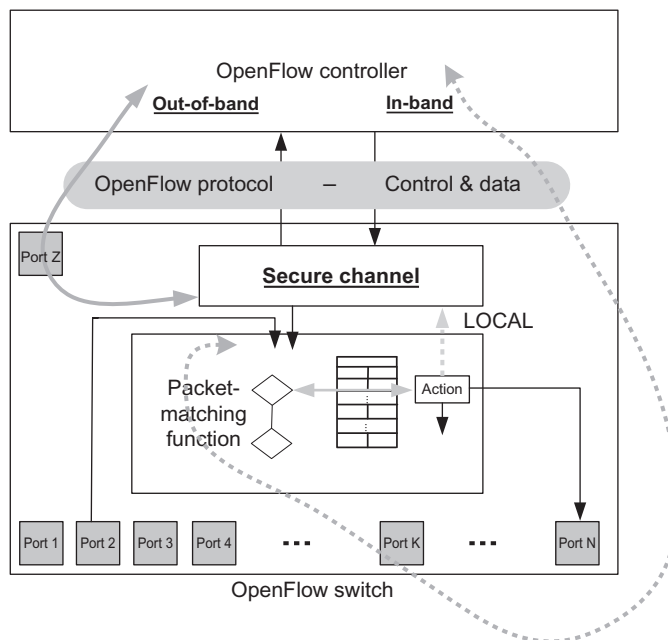 OpenFlow controller
Out-of-band
In-band
OpenFlow protocol – Control & data
Port Z
Secure channel
LOCAL
Packet-
matching
function
Action
Port 1
Port 2
Port 3
Port 4
Port K
Port N
OpenFlow switch